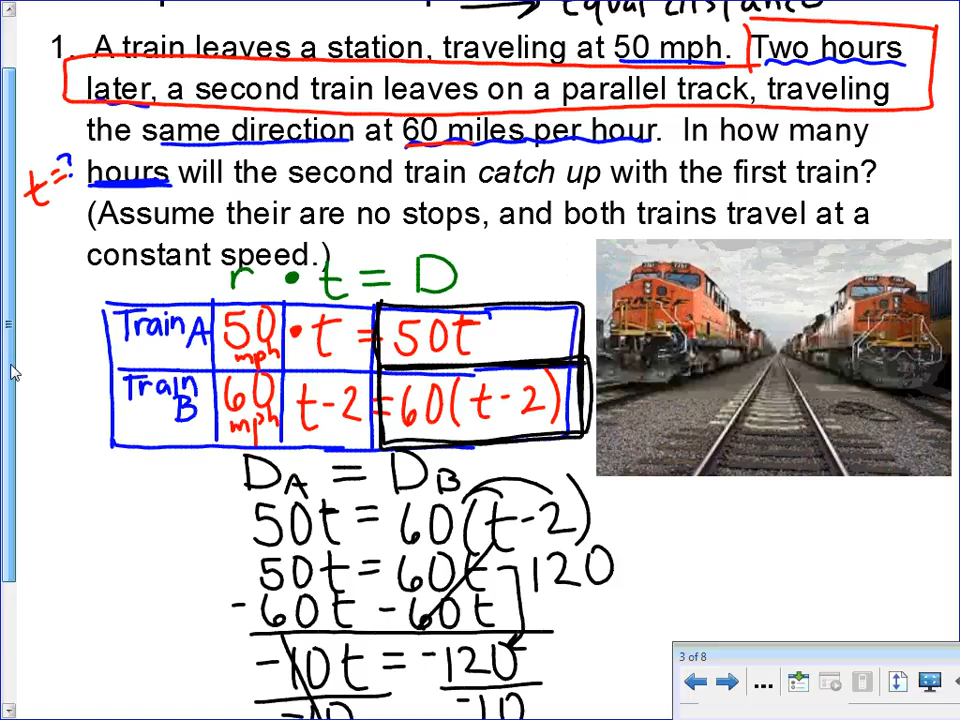 Equal Distance
1. A train leaves a station, traveling at 50 mph. Two hours
later, a second train leaves on a parallel track, traveling
the same direction at 60 miles per hour. In how many
t=?
hours will the second train catch up with the first train?
(Assume their are no stops, and both trains travel at a
constant speed.)
r • t = D
Train A 50 mph • t = 50t
Train B 60 mph t-2 = 60(t-2)
DA = DB
50t = 60(t-2)
50t = 60t - 120
-60t -60t
-10t = -120
-10 -10
3 of 8
...